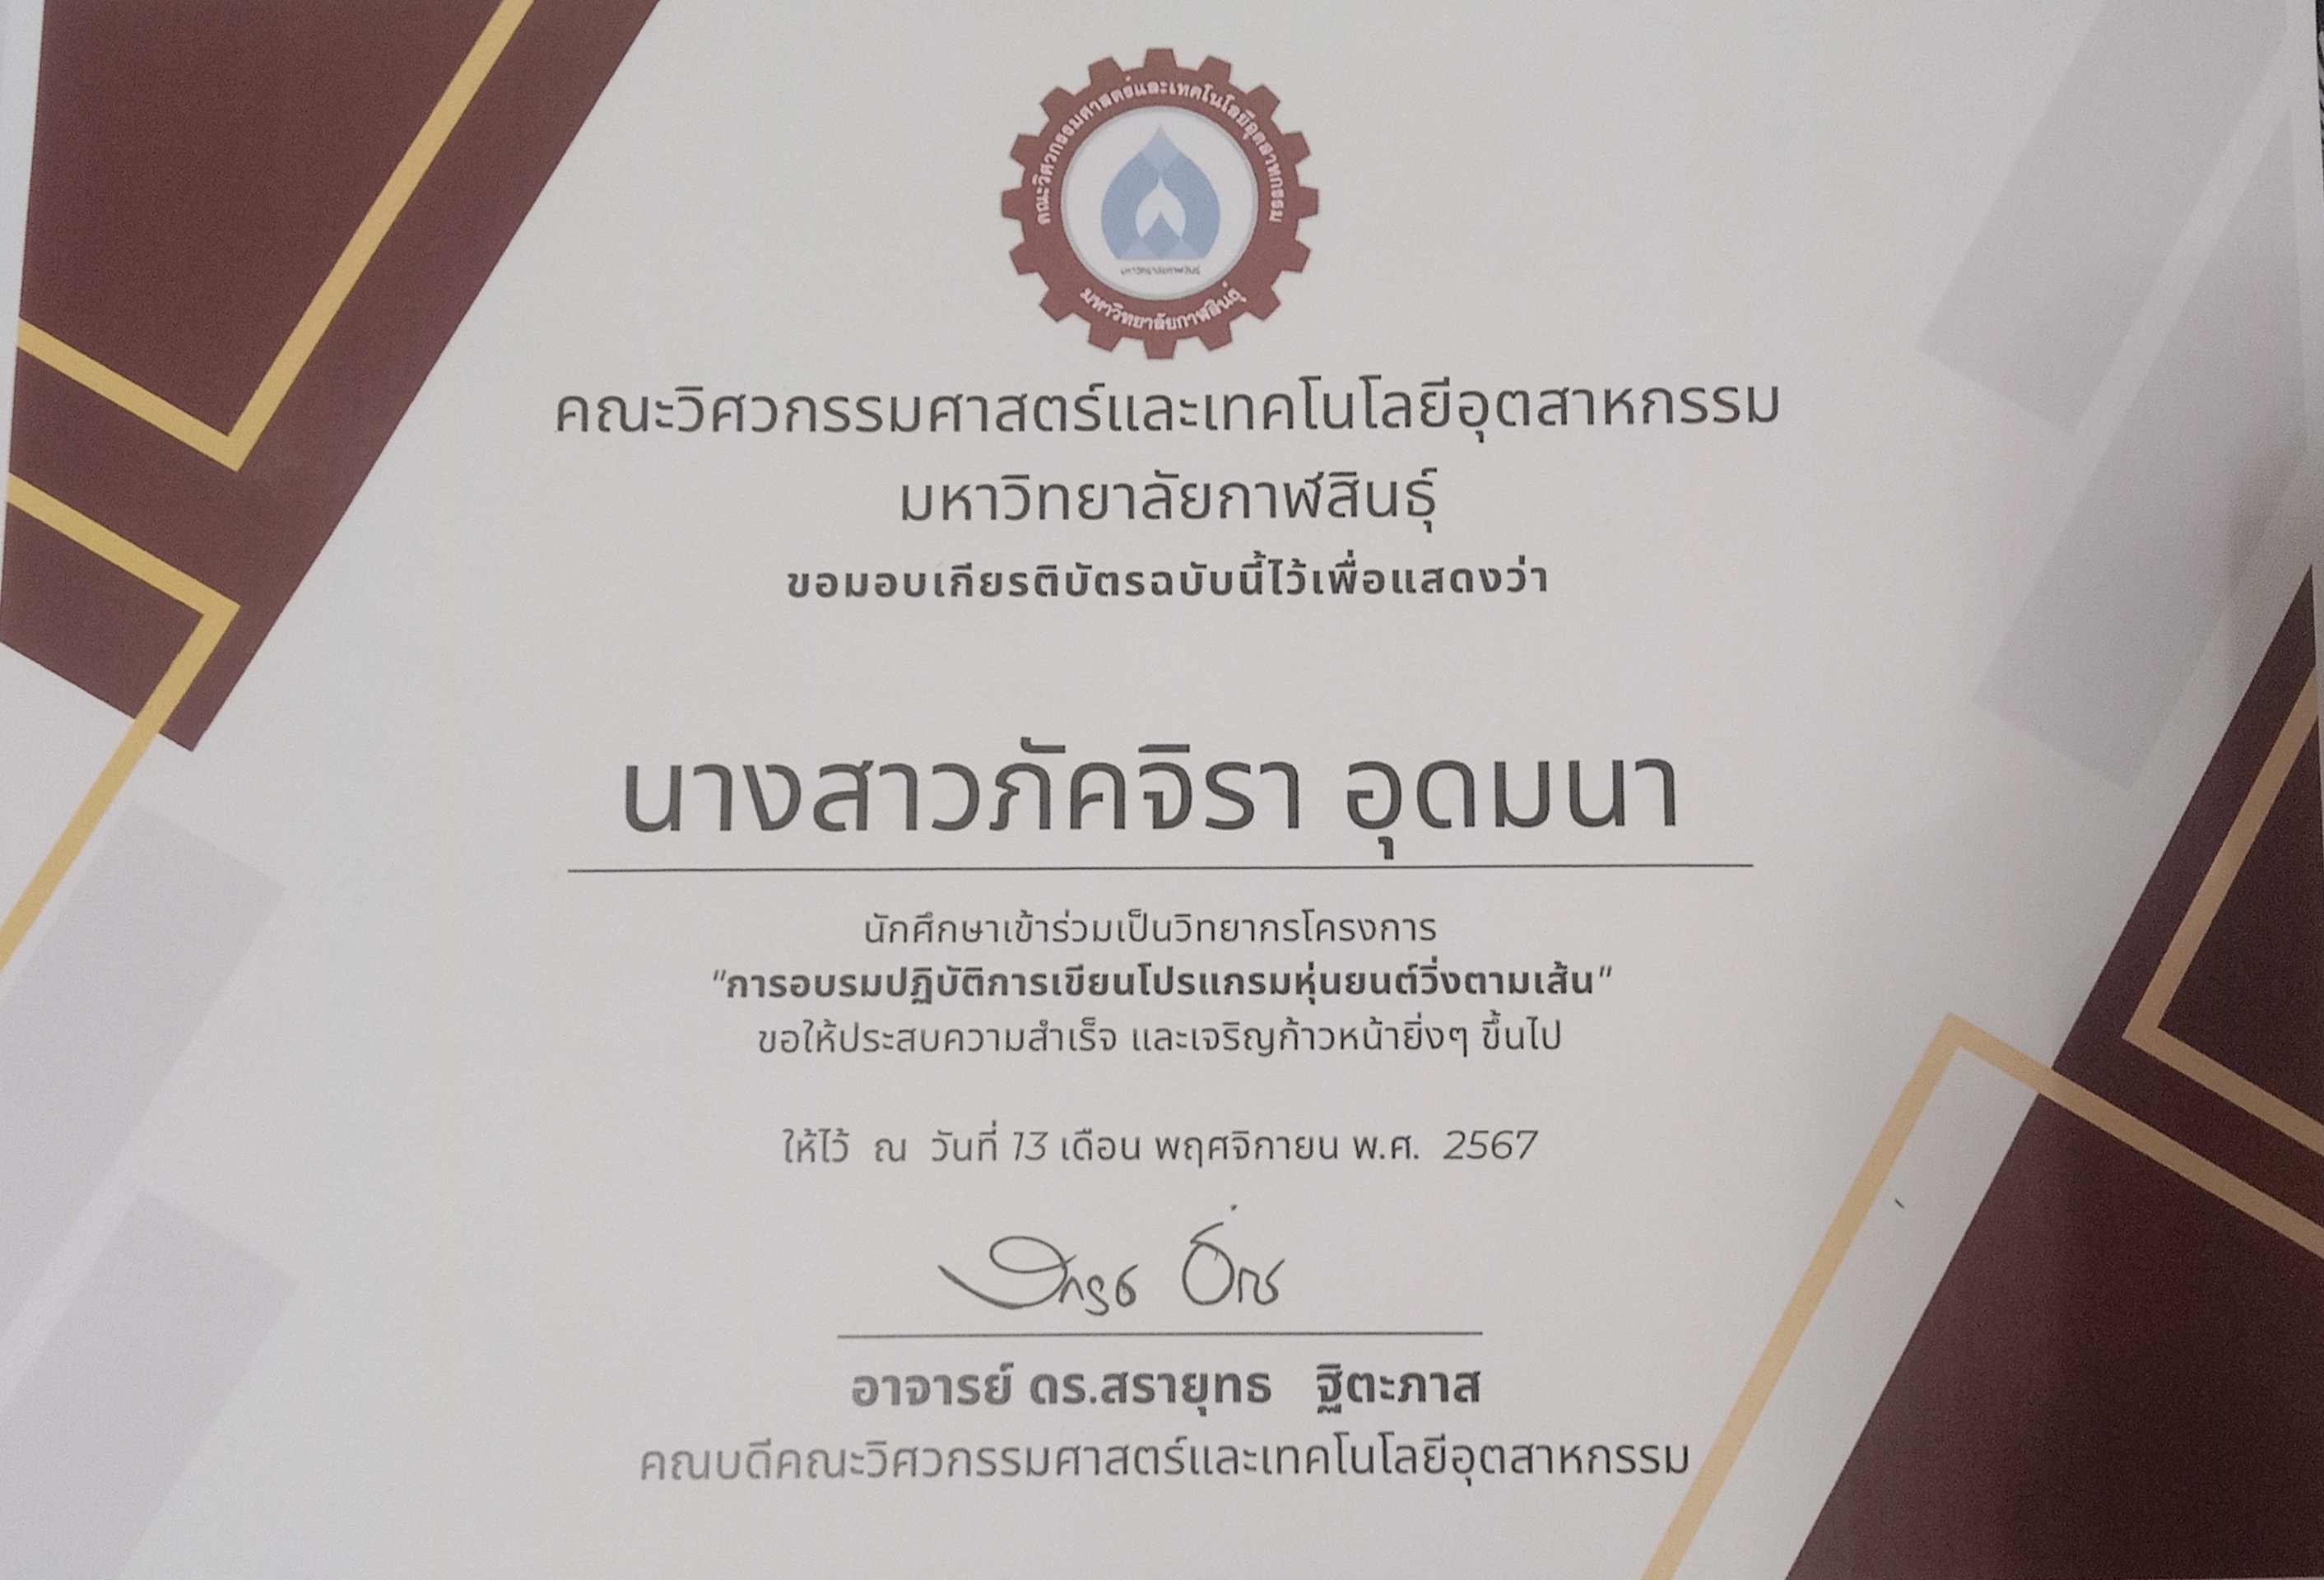 คณะวิศวกรรมศาสตร์และเทคโนโลยีอุตสาหกรรม
มหาวิทยาลัยกาฬสินธุ์
มหาวิทยาลัยกาฬสินธุ์
คณะวิศวกรรมศาสตร์และเทคโนโลยีอุตสาหกรรม
มหาวิทยาลัยกาฬสินธุ์
ขอมอบเกียรติบัตรฉบับนี้ไว้เพื่อแสดงว่า
นางสาวภัคจิรา อุดมนา
นักศึกษาเข้าร่วมเป็นวิทยากรโครงการ
"การอบรมปฏิบัติการเขียนโปรแกรมหุ่นยนต์วิ่งตามเส้น"
ขอให้ประสบความสำเร็จ และเจริญก้าวหน้ายิ่งๆ ขึ้นไป
ให้ไว้ ณ วันที่ 13 เดือน พฤศจิกายน พ.ศ. 2567
อาจารย์ ดร.สรายุทธ ฐิตะภาส
คณบดีคณะวิศวกรรมศาสตร์และเทคโนโลยีอุตสาหกรรม